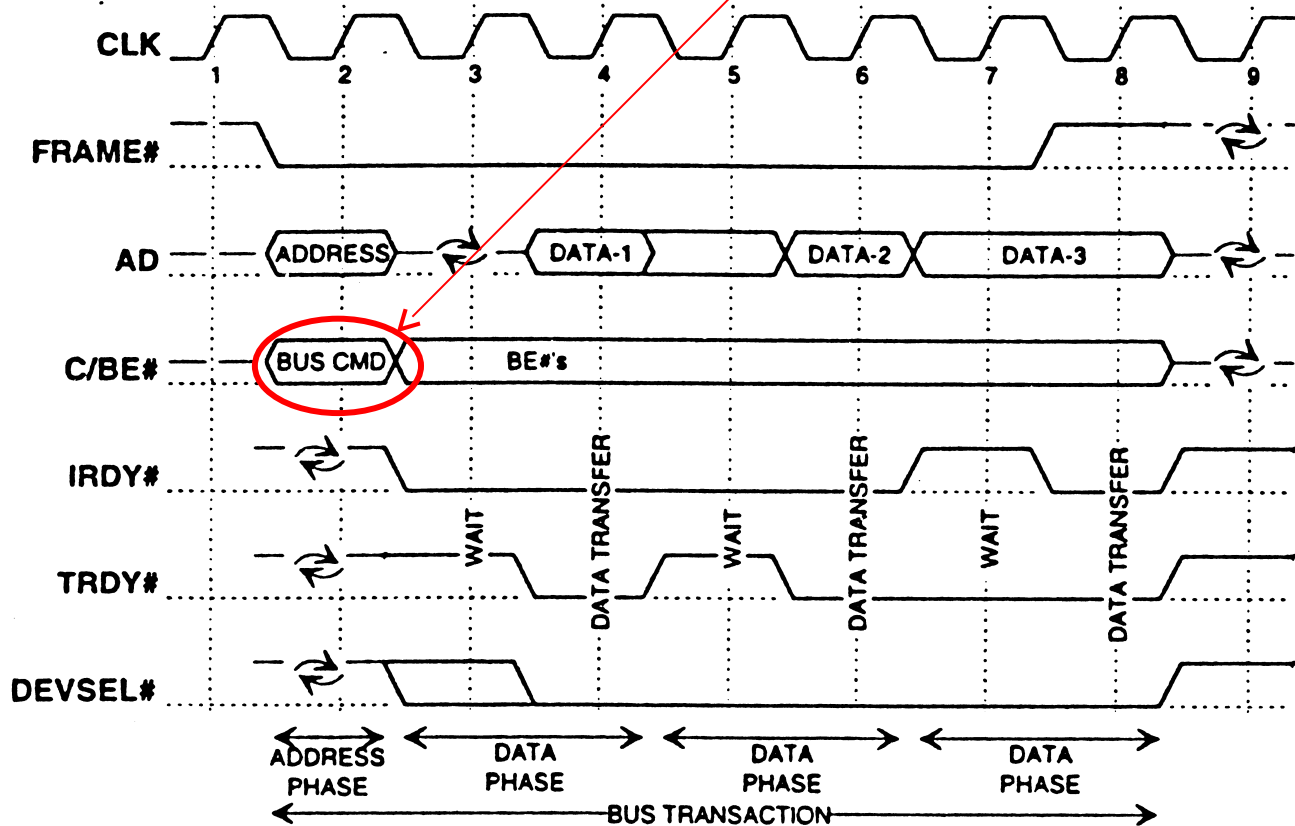 CLK
1 2 3 4 5 6 7 8 9
FRAME#
AD ADDRESS DATA-1 DATA-2 DATA-3
C/BE# BUS CMD BE#'s
IRDY#
WAIT DATA TRANSFER WAIT DATA TRANSFER WAIT DATA TRANSFER
TRDY#
DEVSEL#
ADDRESS PHASE
DATA PHASE
DATA PHASE
DATA PHASE
BUS TRANSACTION